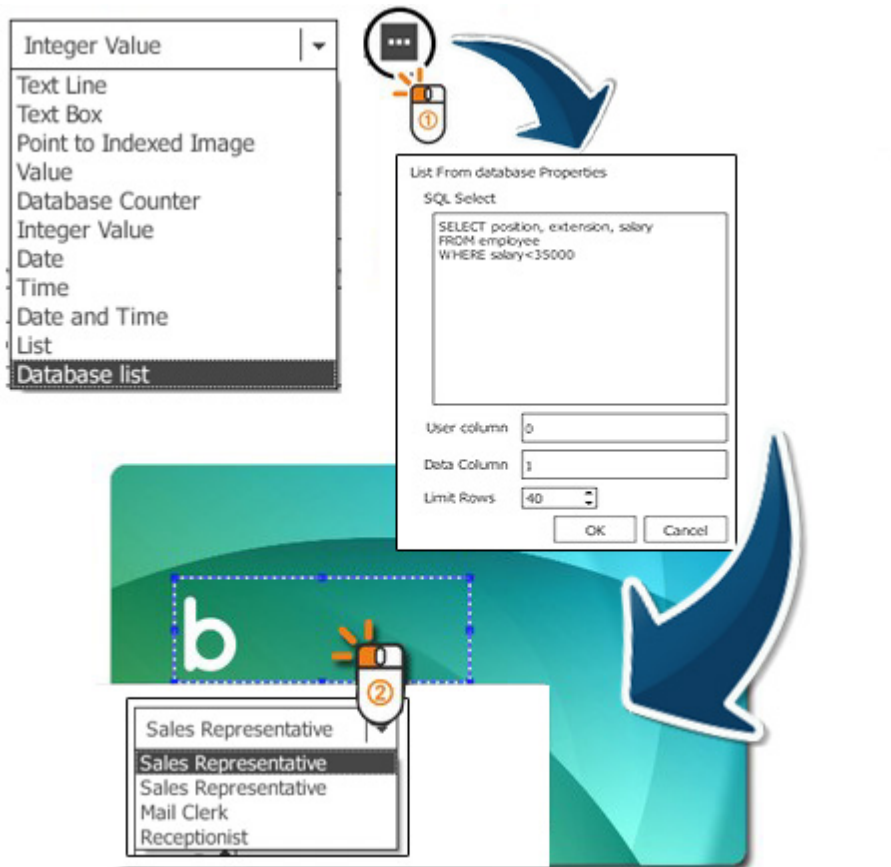 Integer Value
Text Line
Text Box
Point to Indexed Image
Value
Database Counter
Integer Value
Date
Time
Date and Time
List
Database list
①
List From database Properties
SQL Select
SELECT position, extension, salary
FROM employee
WHERE salary<35000
User column 0
Data Column 1
Limit Rows 40
OK Cancel
b
②
Sales Representative
Sales Representative
Sales Representative
Mail Clerk
Receptionist